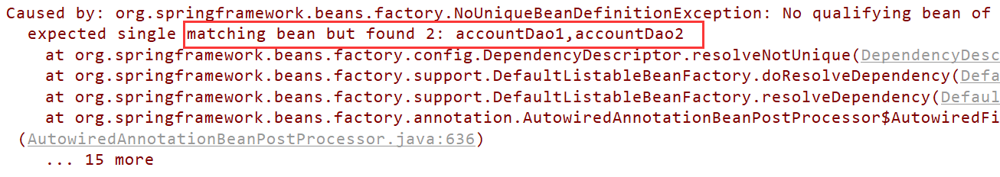 Caused by: org.springframework.beans.factory.NoUniqueBeanDefinitionException: No qualifying bean of
expected single matching bean but found 2: accountDao1,accountDao2
at org.springframework.beans.factory.config.DependencyDescriptor.resolveNotUnique(DependencyDesc
at org.springframework.beans.factory.support.DefaultListableBeanFactory.doResolveDependency(Defa
at org.springframework.beans.factory.support.DefaultListableBeanFactory.resolveDependency(Defaul
at org.springframework.beans.factory.annotation.AutowiredAnnotationBeanPostProcessor$AutowiredFi
(AutowiredAnnotationBeanPostProcessor.java:636)
... 15 more